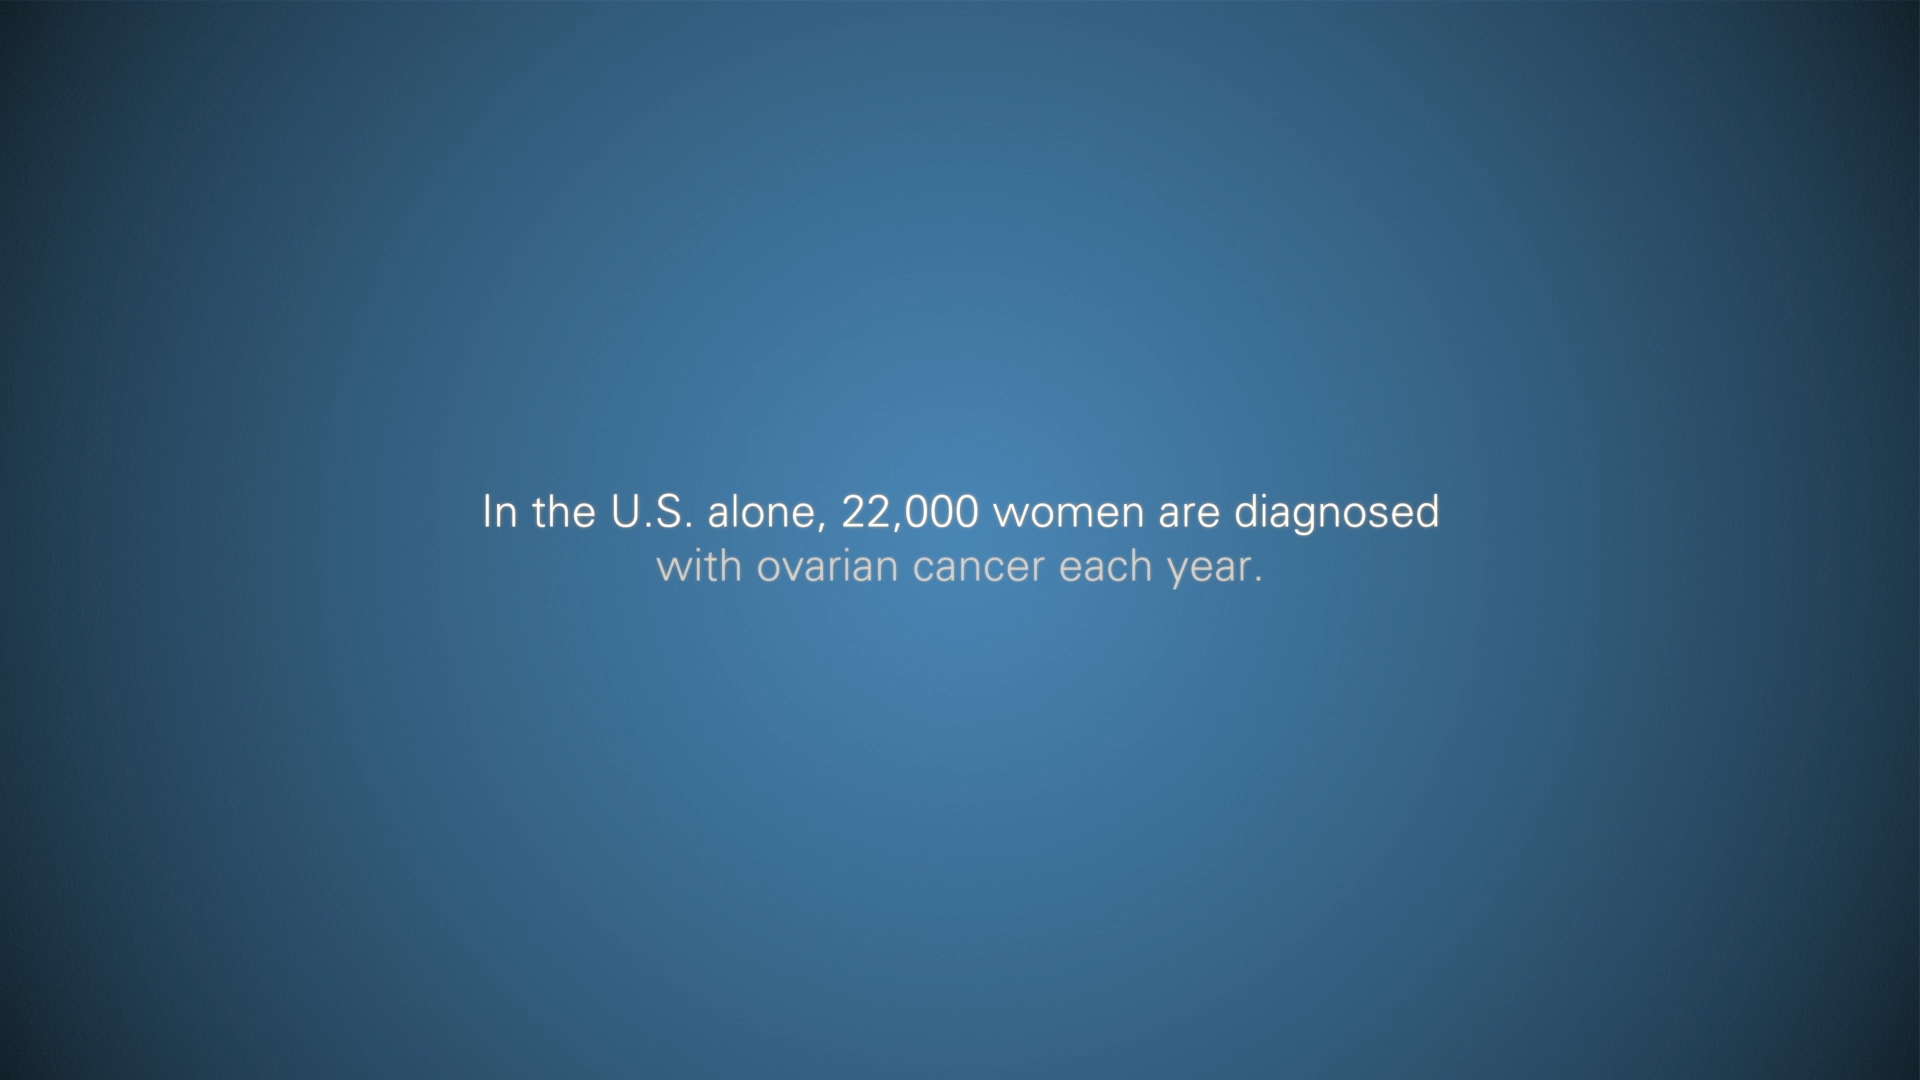 In the U.S. alone, 22,000 women are diagnosed
with ovarian cancer each year.